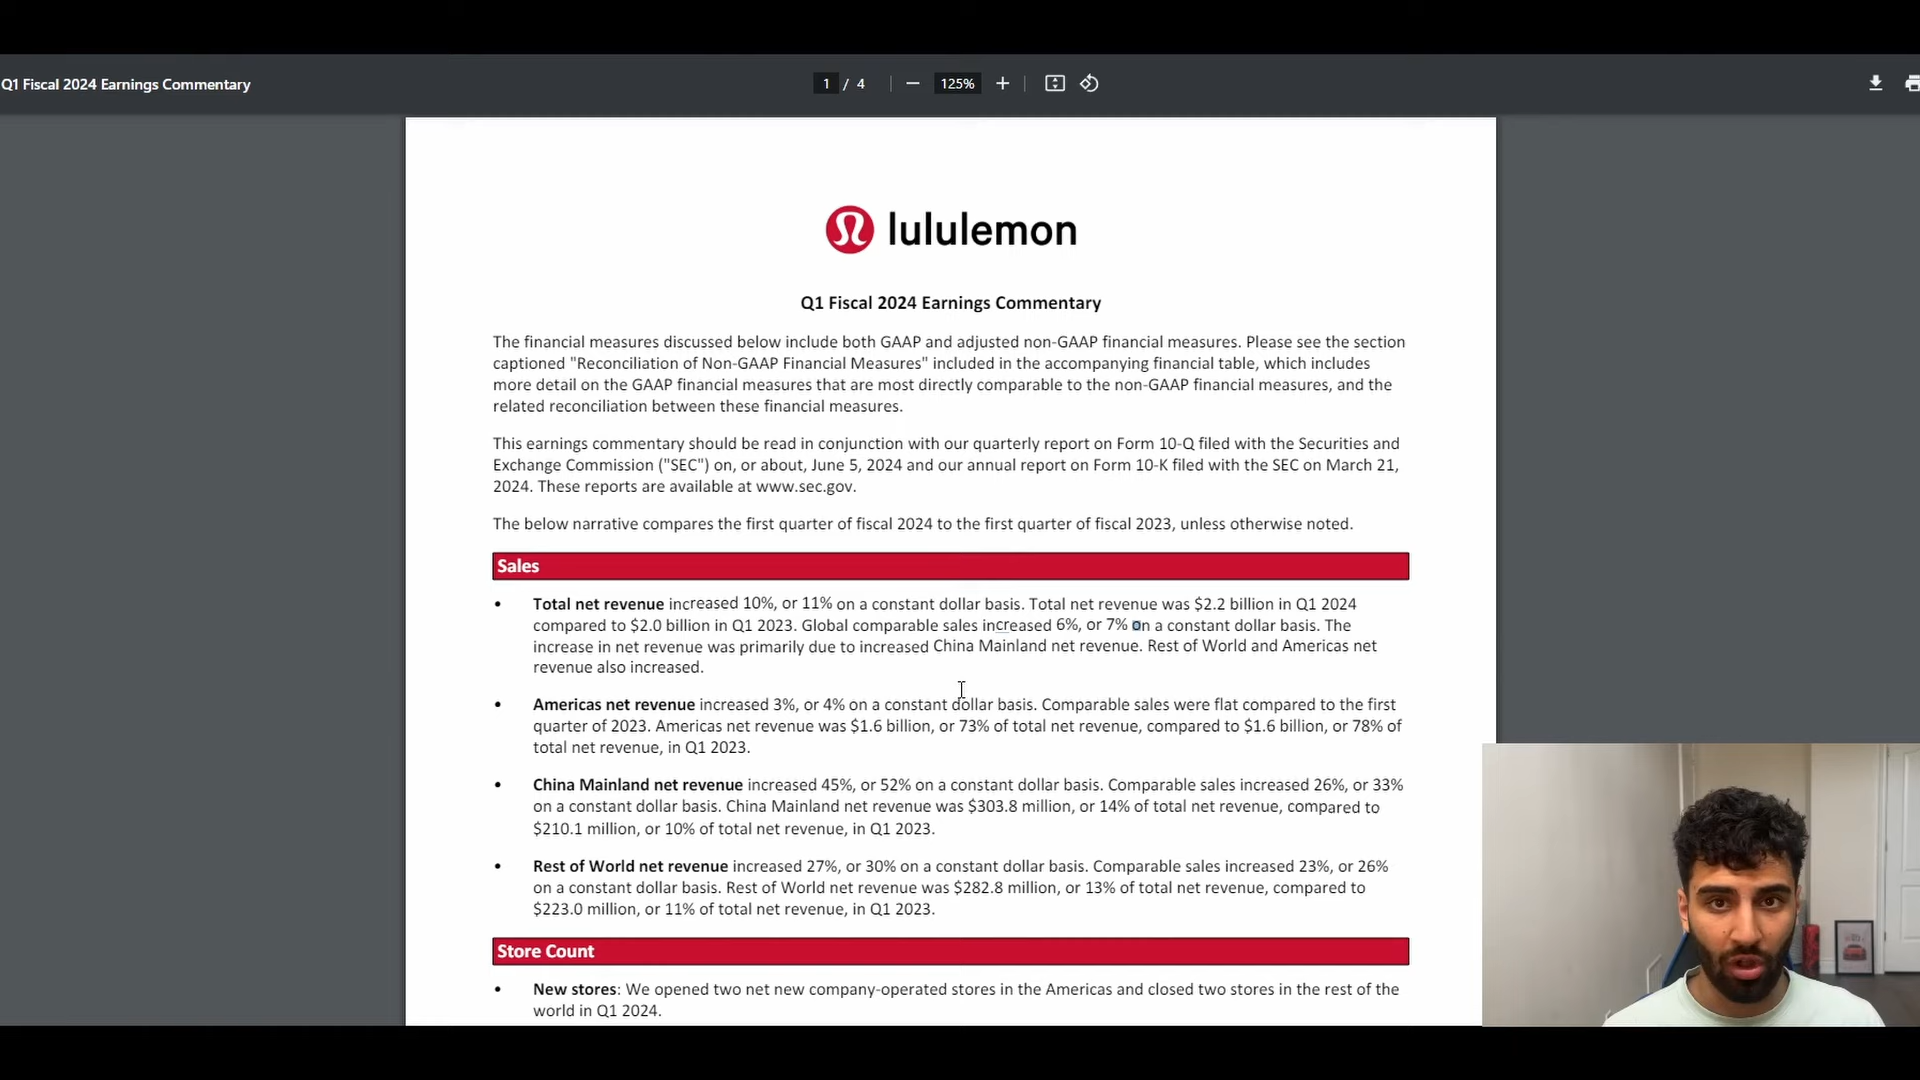 Q1 Fiscal 2024 Earnings Commentary
1 / 4
125%
lululemon
Q1 Fiscal 2024 Earnings Commentary
The financial measures discussed below include both GAAP and adjusted non-GAAP financial measures. Please see the section
captioned "Reconciliation of Non-GAAP Financial Measures" included in the accompanying financial table, which includes
more detail on the GAAP financial measures that are most directly comparable to the non-GAAP financial measures, and the
related reconciliation between these financial measures.
This earnings commentary should be read in conjunction with our quarterly report on Form 10-Q filed with the Securities and
Exchange Commission ("SEC") on, or about, June 5, 2024 and our annual report on Form 10-K filed with the SEC on March 21,
2024. These reports are available at www.sec.gov.
The below narrative compares the first quarter of fiscal 2024 to the first quarter of fiscal 2023, unless otherwise noted.
Sales
• Total net revenue increased 10%, or 11% on a constant dollar basis. Total net revenue was $2.2 billion in Q1 2024
compared to $2.0 billion in Q1 2023. Global comparable sales increased 6%, or 7% on a constant dollar basis. The
increase in net revenue was primarily due to increased China Mainland net revenue. Rest of World and Americas net
revenue also increased.
• Americas net revenue increased 3%, or 4% on a constant dollar basis. Comparable sales were flat compared to the first
quarter of 2023. Americas net revenue was $1.6 billion, or 73% of total net revenue, compared to $1.6 billion, or 78% of
total net revenue, in Q1 2023.
• China Mainland net revenue increased 45%, or 52% on a constant dollar basis. Comparable sales increased 26%, or 33%
on a constant dollar basis. China Mainland net revenue was $303.8 million, or 14% of total net revenue, compared to
$210.1 million, or 10% of total net revenue, in Q1 2023.
• Rest of World net revenue increased 27%, or 30% on a constant dollar basis. Comparable sales increased 23%, or 26%
on a constant dollar basis. Rest of World net revenue was $282.8 million, or 13% of total net revenue, compared to
$223.0 million, or 11% of total net revenue, in Q1 2023.
Store Count
• New stores: We opened two net new company-operated stores in the Americas and closed two stores in the rest of the
world in Q1 2024.